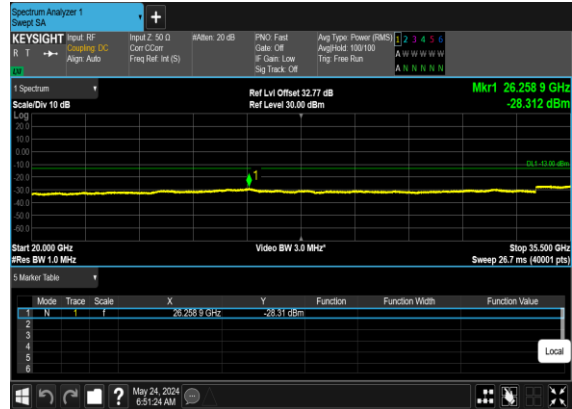 Spectrum Analyzer 1
Swept SA
+
KEYSIGHT Input: RF Input Z: 50 Ω #Atten: 20 dB PNO: Fast Avg Type: Power (RMS) 1 2 3 4 5 6
R T Coupling: DC Corr CCorr Gate: Off Avg|Hold: 100/100 A W W W W W
Align: Auto Freq Ref: Int (S) IF Gain: Low Trig: Free Run
Sig Track: Off A N N N N N
1 Spectrum Ref Lvl Offset 32.77 dB Mkr1 26.258 9 GHz
Scale/Div 10 dB Ref Level 30.00 dBm -28.312 dBm
Log
20.0
10.0
0.00
-10.0
DL1 -13.00 dBm
1
-20.0
-30.0
-40.0
-50.0
-60.0
Start 20.000 GHz Video BW 3.0 MHz* Stop 35.500 GHz
#Res BW 1.0 MHz Sweep 26.7 ms (40001 pts)
5 Marker Table
Mode Trace Scale X Y Function Function Width Function Value
1 N 1 f 26.258 9 GHz -28.31 dBm
2
3
4
5
6
Local
? May 24, 2024
6:51:24 AM